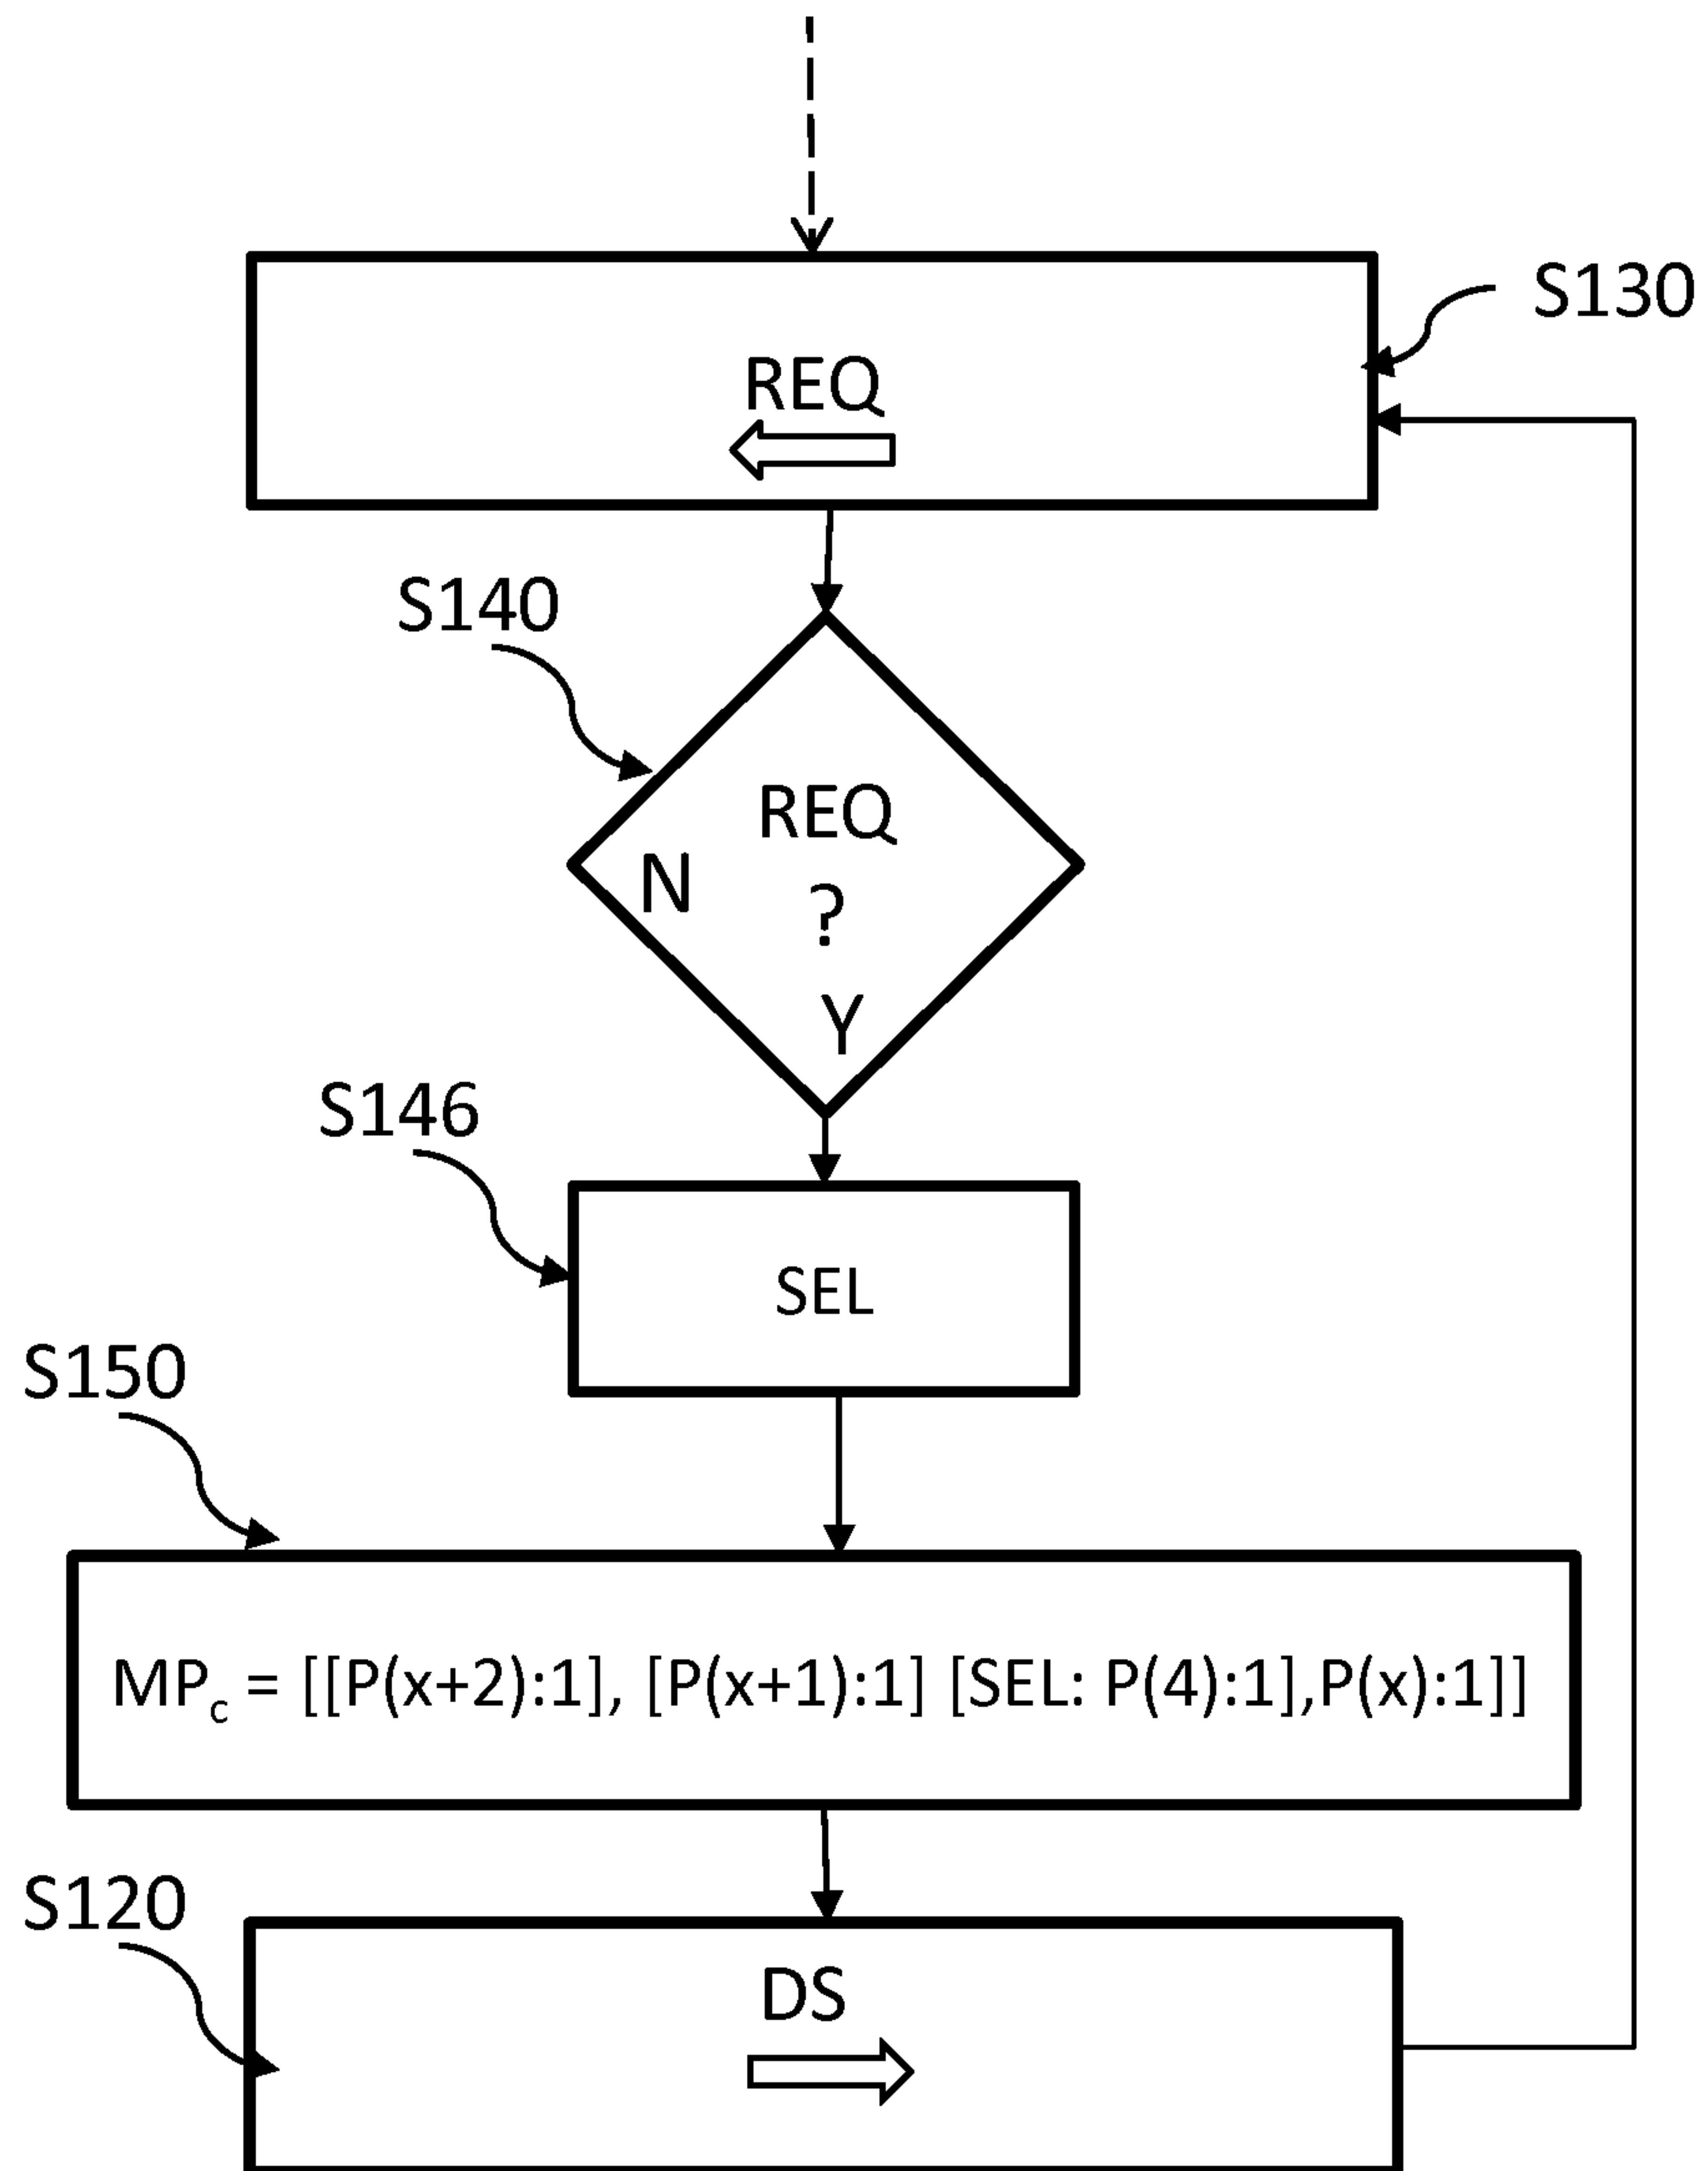 S130
REQ
S140
REQ
N
?
Y
S146
SEL
S150
MPc = [[P(x+2):1], [P(x+1):1] [SEL: P(4):1],P(x):1]]
S120
DS